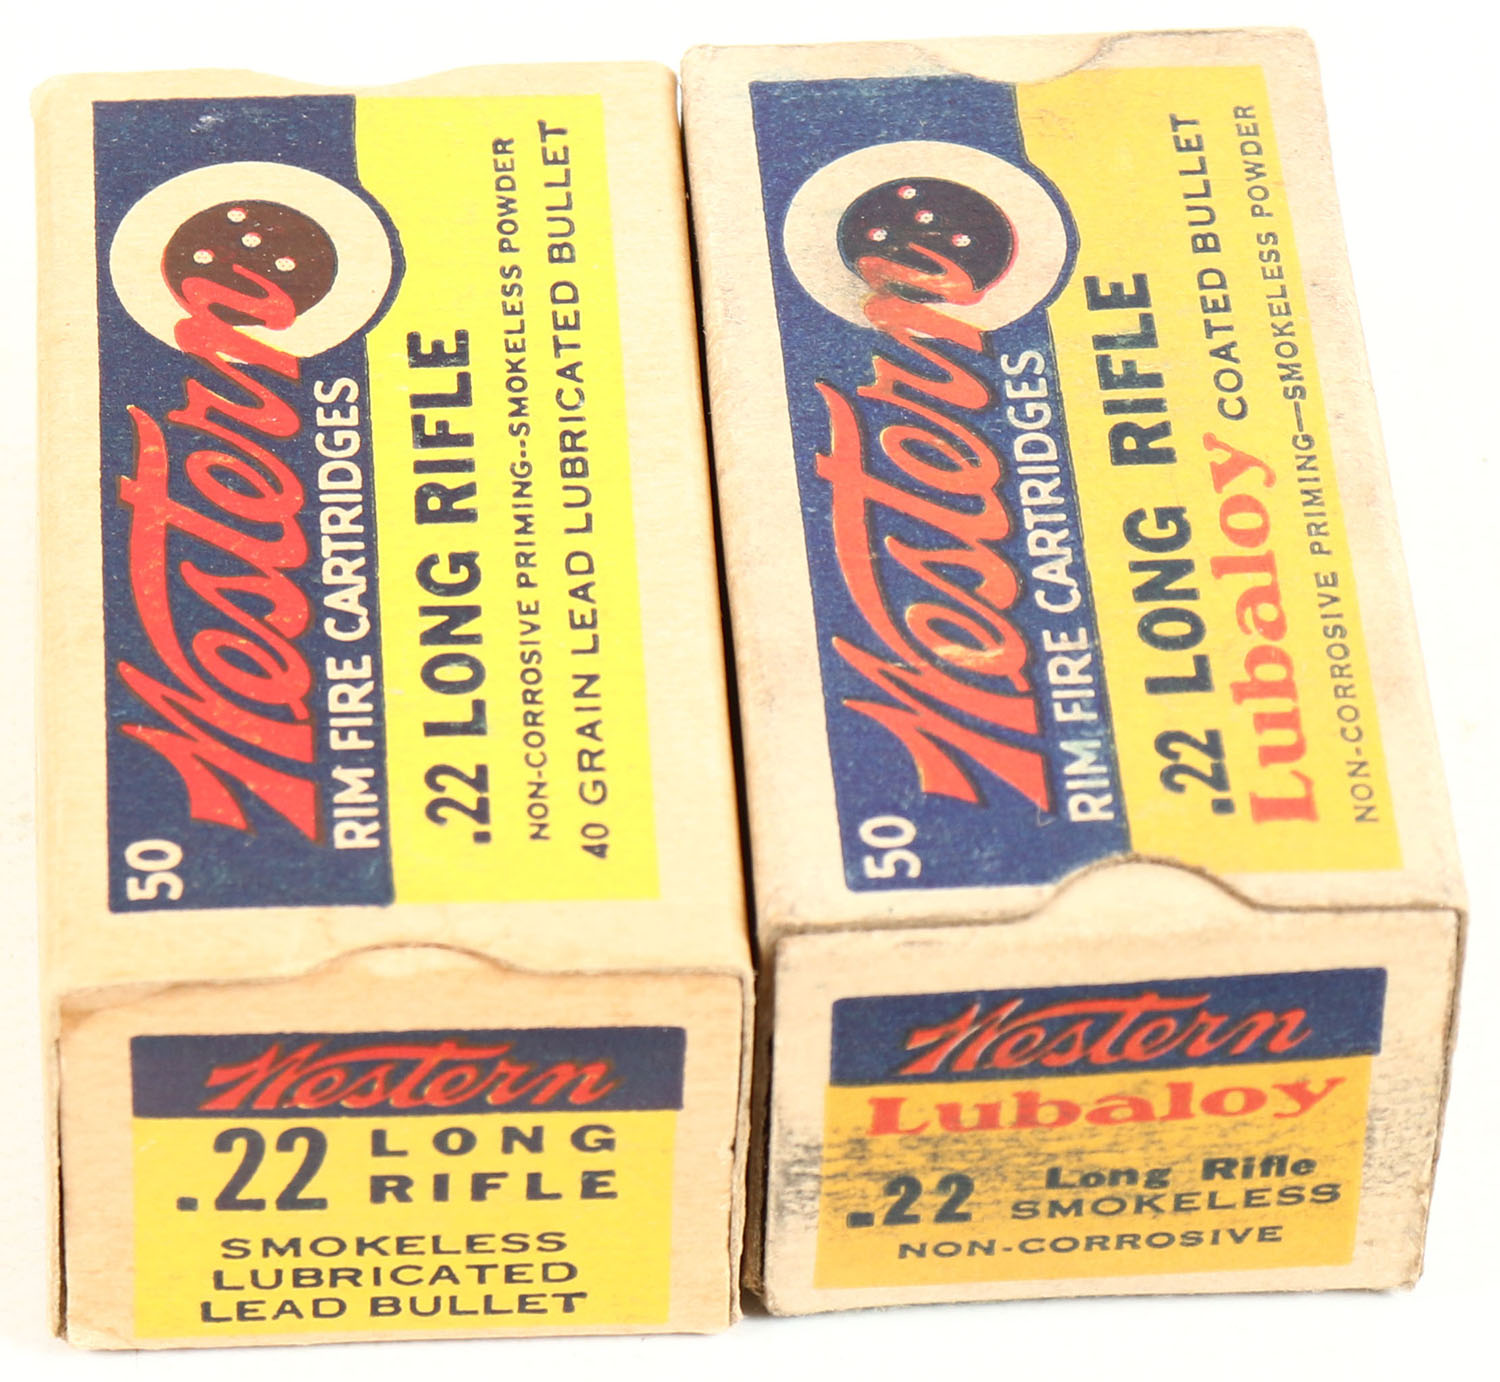 50
Western
RIM FIRE CARTRIDGES
.22 LONG RIFLE
NON-CORROSIVE PRIMING--SMOKELESS POWDER
40 GRAIN LEAD LUBRICATED BULLET
Western
.22 LONG
RIFLE
SMOKELESS
LUBRICATED
LEAD BULLET
50
Western
RIM FIRE CARTRIDGES
.22 LONG RIFLE
Lubaloy COATED BULLET
NON-CORROSIVE PRIMING—SMOKELESS POWDER
Western
Lubaloy
.22 Long Rifle
SMOKELESS
NON-CORROSIVE